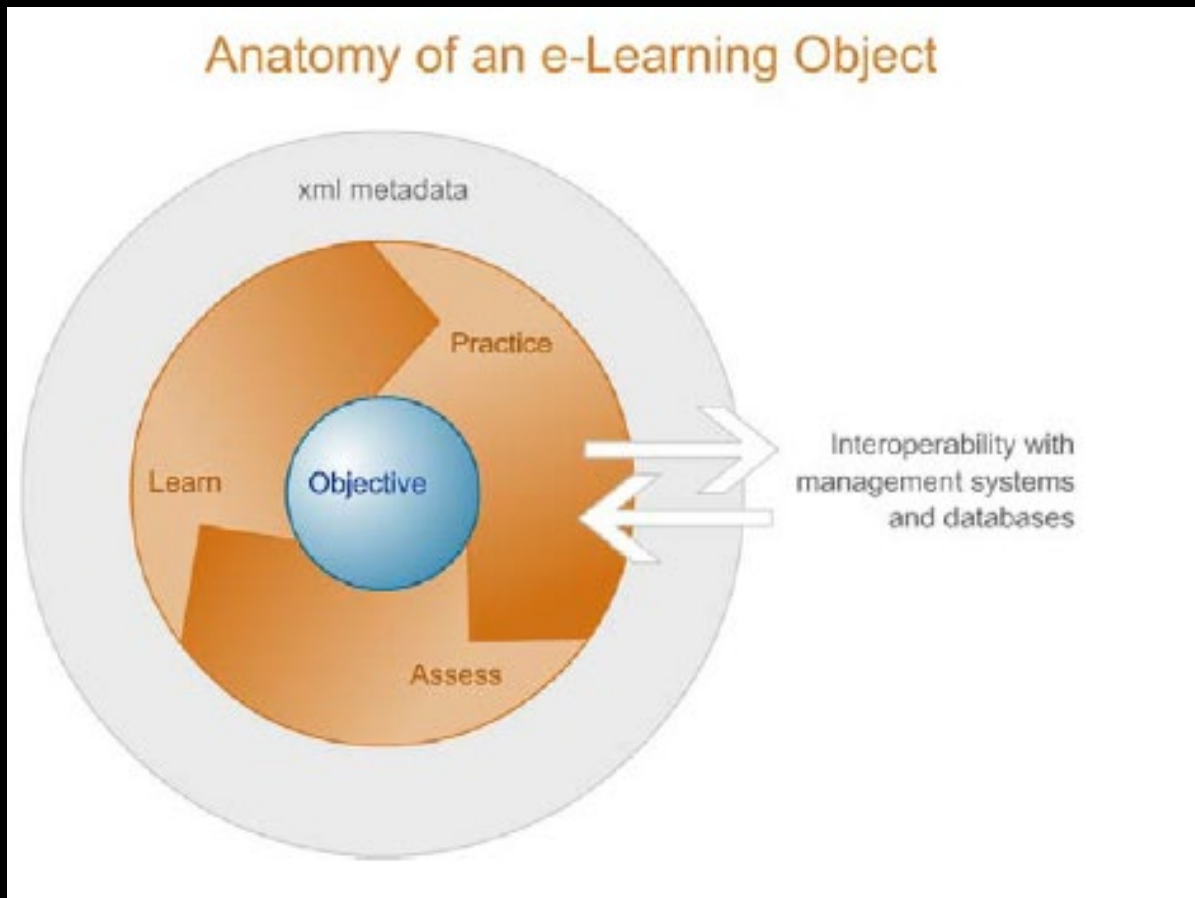 Anatomy of an e-Learning Object
xml metadata
Practice
Learn
Objective
Assess
Interoperability with
management systems
and databases